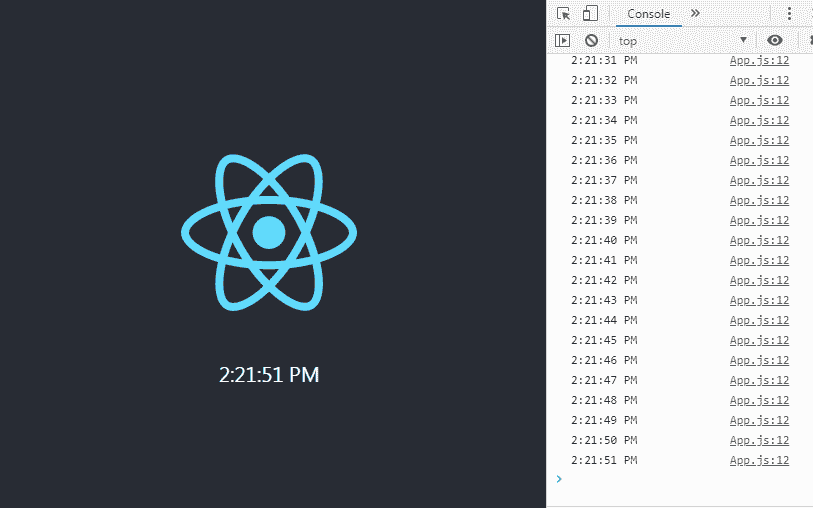 2:21:51 PM
Console
top
2:21:31 PM App.js:12
2:21:32 PM App.js:12
2:21:33 PM App.js:12
2:21:34 PM App.js:12
2:21:35 PM App.js:12
2:21:36 PM App.js:12
2:21:37 PM App.js:12
2:21:38 PM App.js:12
2:21:39 PM App.js:12
2:21:40 PM App.js:12
2:21:41 PM App.js:12
2:21:42 PM App.js:12
2:21:43 PM App.js:12
2:21:44 PM App.js:12
2:21:45 PM App.js:12
2:21:46 PM App.js:12
2:21:47 PM App.js:12
2:21:48 PM App.js:12
2:21:49 PM App.js:12
2:21:50 PM App.js:12
2:21:51 PM App.js:12